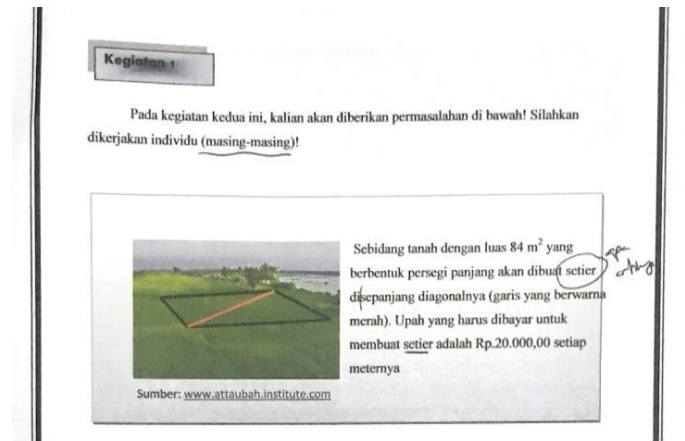 Kegiatan 1
Pada kegiatan kedua ini, kalian akan diberikan permasalahan di bawah! Silahkan
dikerjakan individu (masing-masing)!
Sebidang tanah dengan luas 84 m² yang
berbentuk persegi panjang akan dibuat setier
disepanjang diagonalnya (garis yang berwarna
merah). Upah yang harus dibayar untuk
membuat setier adalah Rp.20.000,00 setiap
meternya
Sumber: www.attaubah.institute.com